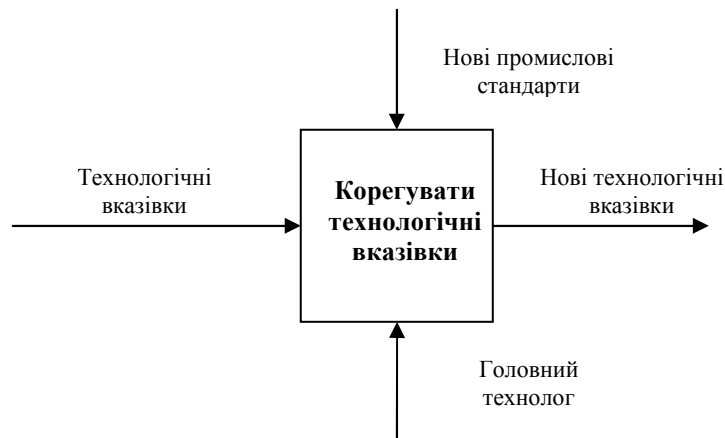 Нові промислові
стандарти
Технологічні
вказівки
Корегувати
технологічні
вказівки
Нові технологічні
вказівки
Головний
технолог